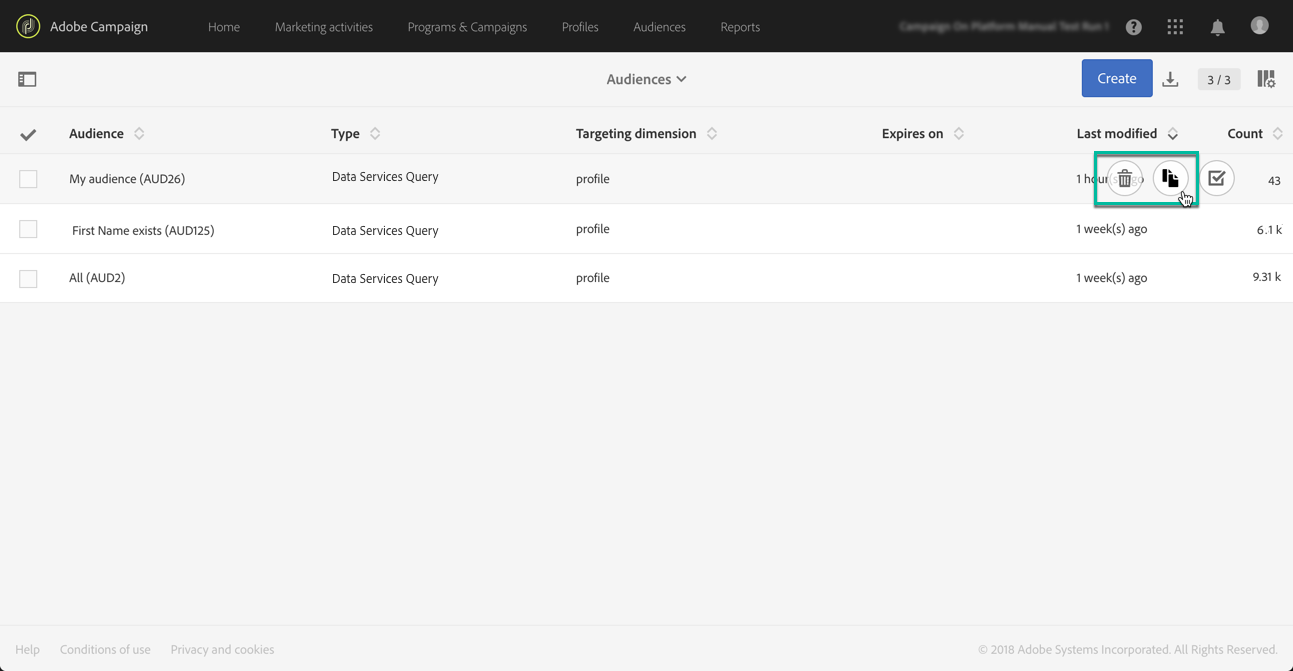 Adobe Campaign Home Marketing activities Programs & Campaigns Profiles Audiences Reports
Audiences Create 3 / 3
Audience Type Targeting dimension Expires on Last modified Count
My audience (AUD26) Data Services Query profile 1 hour(s) ago 43
First Name exists (AUD125) Data Services Query profile 1 week(s) ago 6.1 k
All (AUD2) Data Services Query profile 1 week(s) ago 9.31 k
Help Conditions of use Privacy and cookies © 2018 Adobe Systems Incorporated. All Rights Reserved.